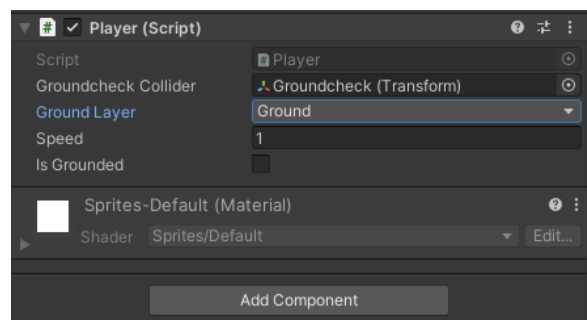 Player (Script)
Script Player
Groundcheck Collider Groundcheck (Transform)
Ground Layer Ground
Speed 1
Is Grounded
Sprites-Default (Material)
Shader Sprites/Default Edit...
Add Component